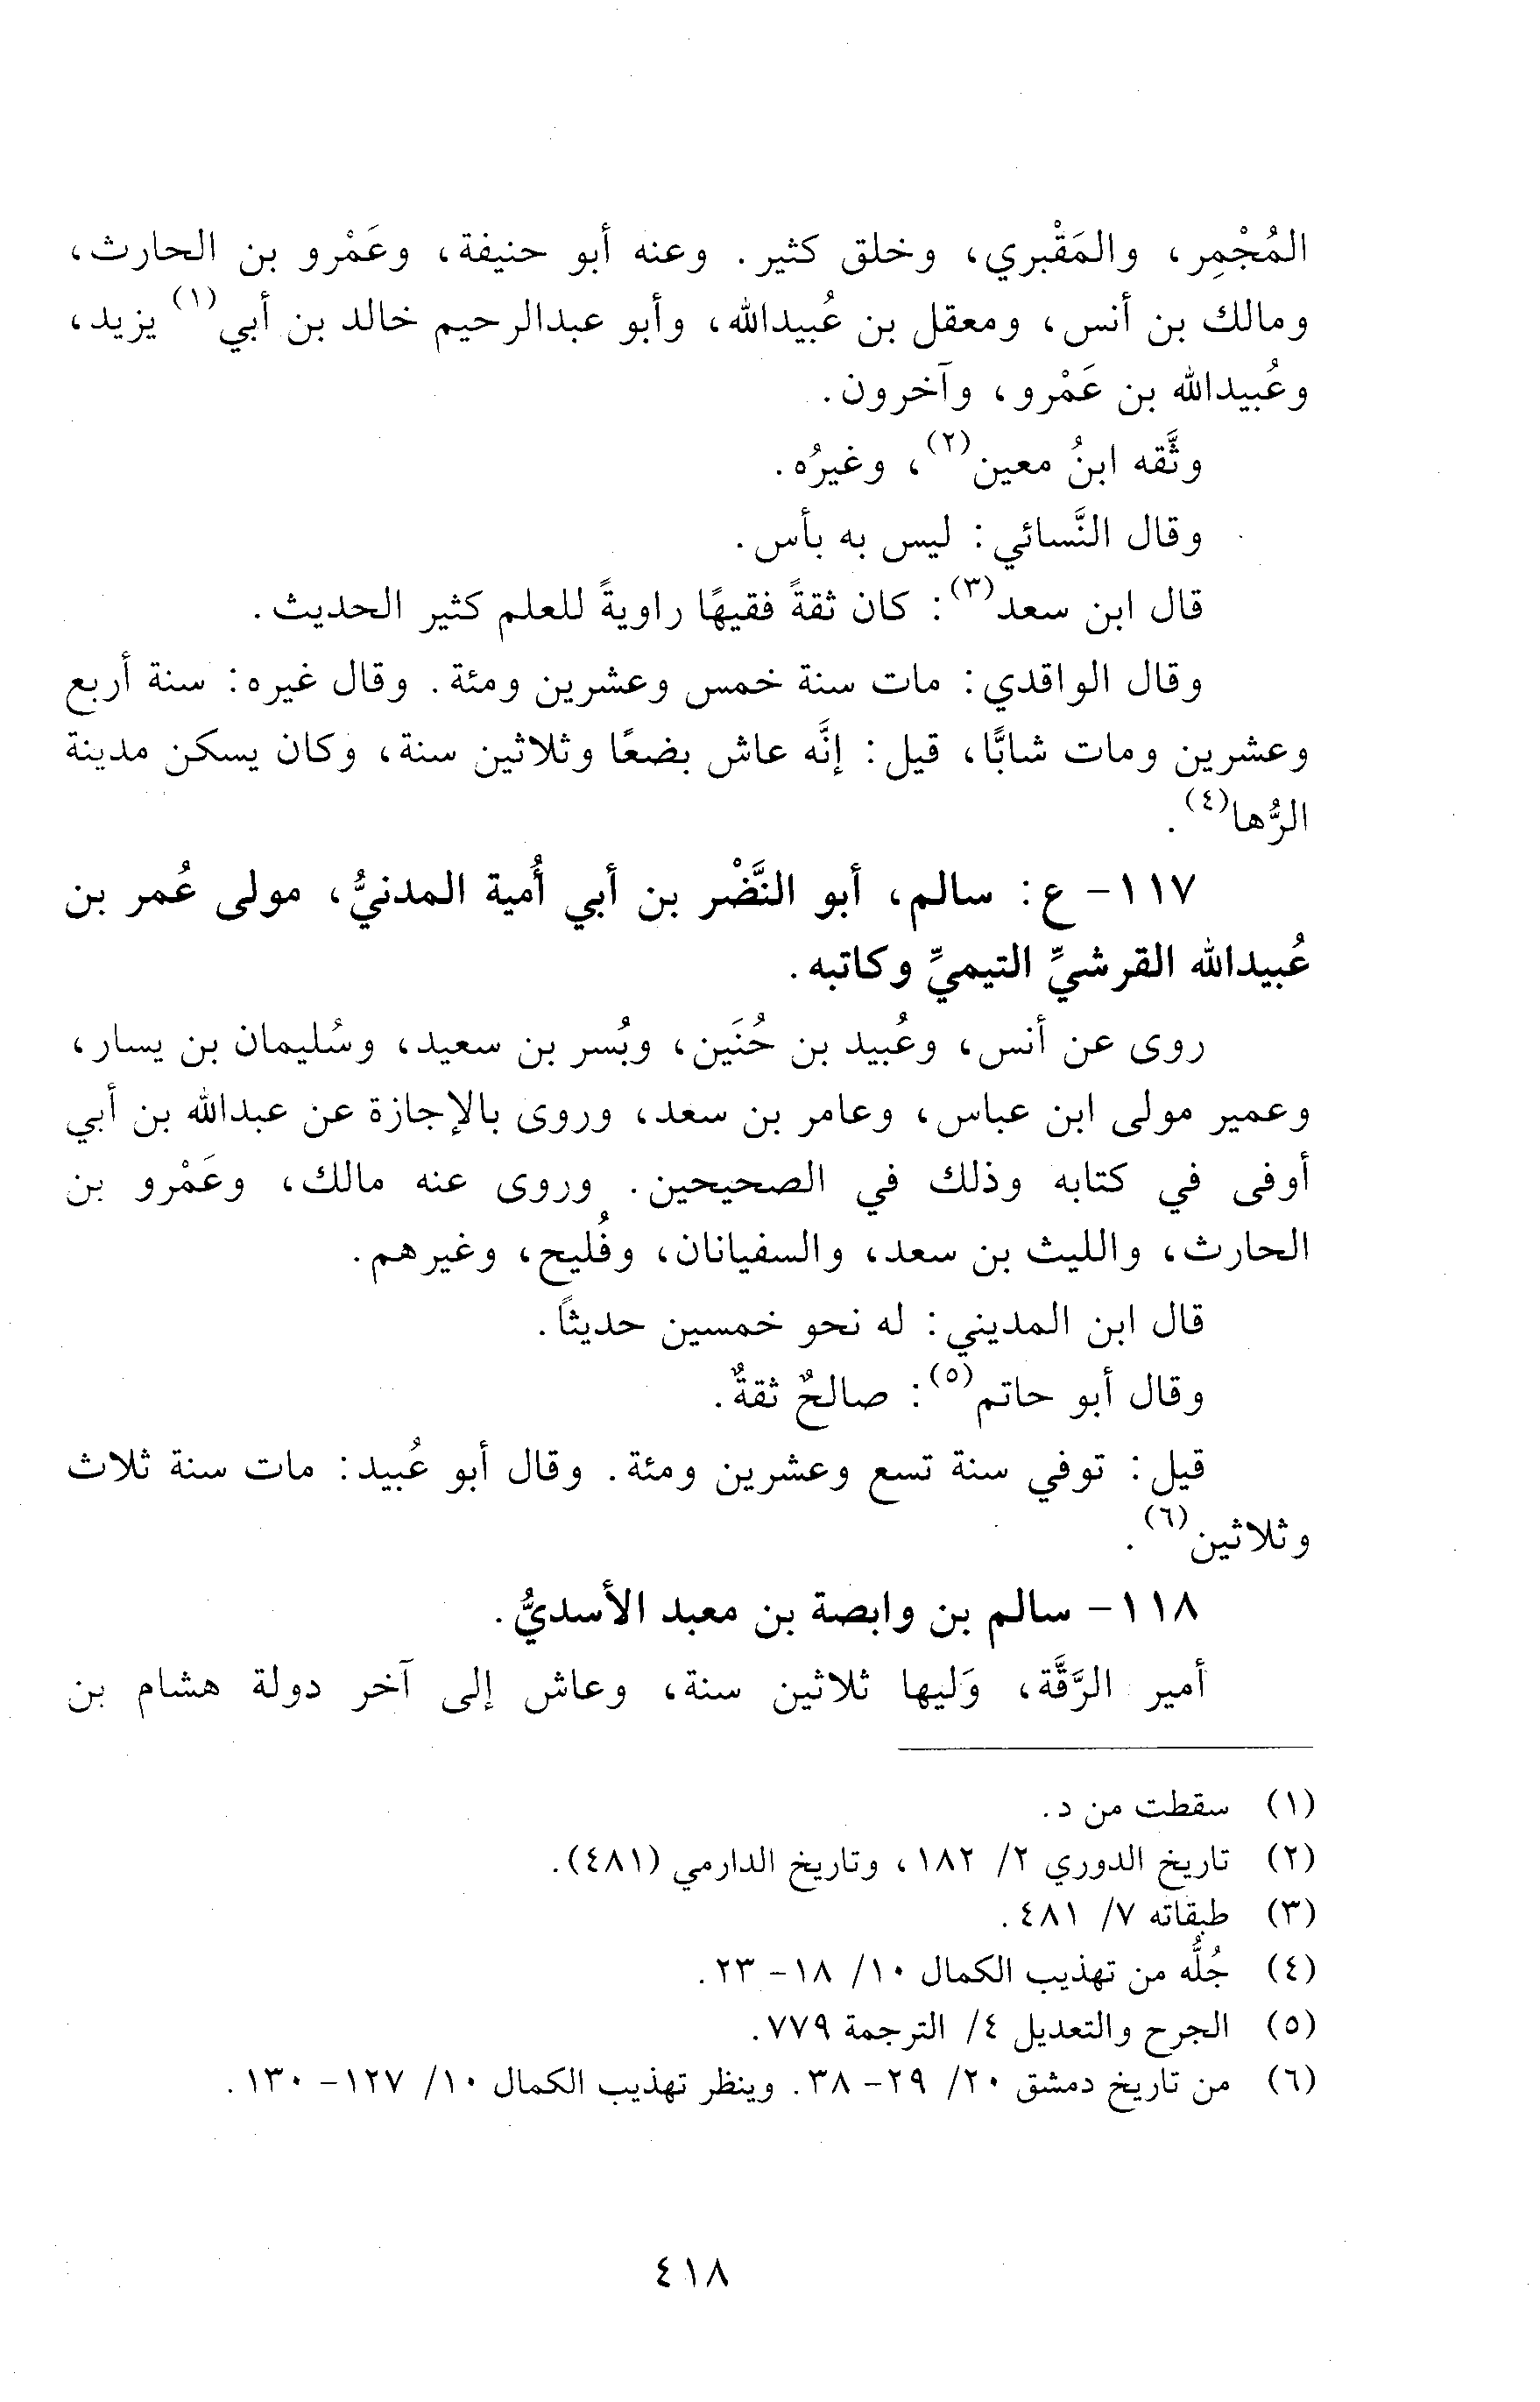 المُجْمِر، والمَقْبري، وخلق كثير. وعنه أبو حنيفة، وعَمْرو بن الحارث،
ومالك بن أنس، ومعقل بن عُبيدالله، وأبو عبدالرحيم خالد بن أبي(١) يزيد،
وعُبيدالله بن عَمْرو، وآخرون.
وثَّقه ابنُ معين(٢)، وغيرُه.
وقال النَّسائي: ليس به بأس.
قال ابن سعد(٣): كان ثقةً فقيهًا راويةً للعلم كثير الحديث.
وقال الواقدي: مات سنة خمس وعشرين ومئة. وقال غيره: سنة أربع
وعشرين ومات شابًّا، قيل: إنَّه عاش بضعًا وثلاثين سنة، وكان يسكن مدينة
الرُّها(٤).
١١٧- ع: سالم، أبو النَّضْر بن أبي أُمية المدنيُّ، مولى عُمر بن
عُبيدالله القرشيِّ التيميِّ وكاتبه.
روى عن أنس، وعُبيد بن حُنَين، وبُسر بن سعيد، وسُليمان بن يسار،
وعمير مولى ابن عباس، وعامر بن سعد، وروى بالإجازة عن عبدالله بن أبي
أوفى في كتابه وذلك في الصحيحين. وروى عنه مالك، وعَمْرو بن
الحارث، والليث بن سعد، والسفيانان، وفُليح، وغيرهم.
قال ابن المديني: له نحو خمسين حديثاً.
وقال أبو حاتم(٥): صالحٌ ثقةٌ.
قيل: توفي سنة تسع وعشرين ومئة. وقال أبو عُبيد: مات سنة ثلاث
وثلاثين(٦).
١١٨- سالم بن وابصة بن معبد الأسديُّ.
أمير الرَّقَّة، وَليها ثلاثين سنة، وعاش إلى آخر دولة هشام بن
(١) سقطت من د.
(٢) تاريخ الدوري ٢/ ١٨٢، وتاريخ الدارمي (٤٨١).
(٣) طبقاته ٧/ ٤٨١.
(٤) جُلُّه من تهذيب الكمال ١٠/ ١٨- ٢٣.
(٥) الجرح والتعديل ٤/ الترجمة ٧٧٩.
(٦) من تاريخ دمشق ٢٠/ ٢٩- ٣٨. وينظر تهذيب الكمال ١٠/ ١٢٧- ١٣٠.
٤١٨